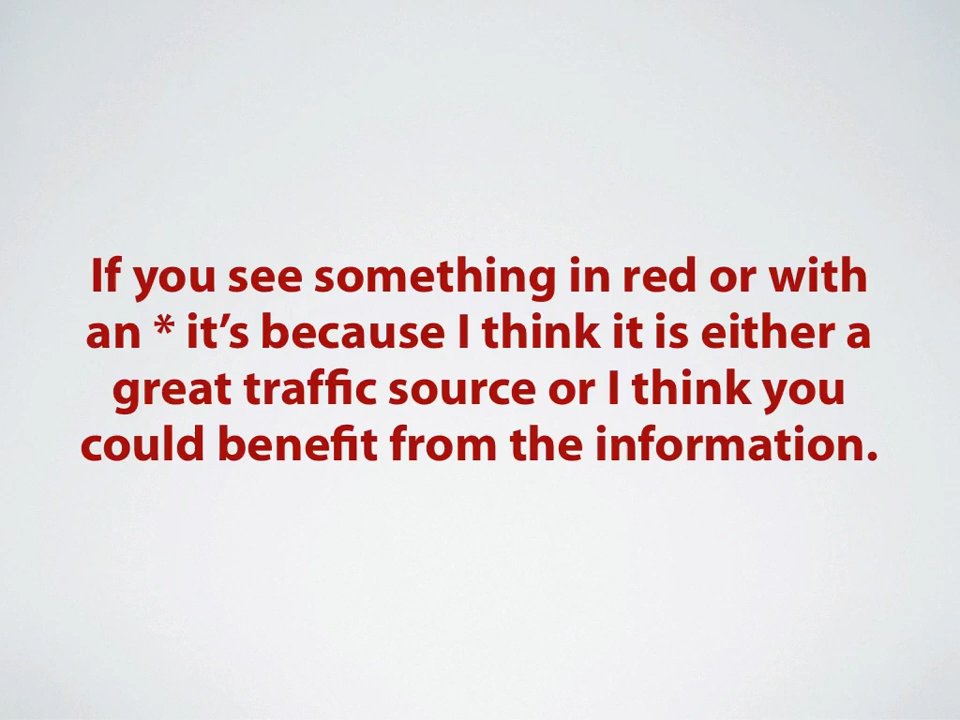 If you see something in red or with
an * it’s because I think it is either a
great traffic source or I think you
could benefit from the information.